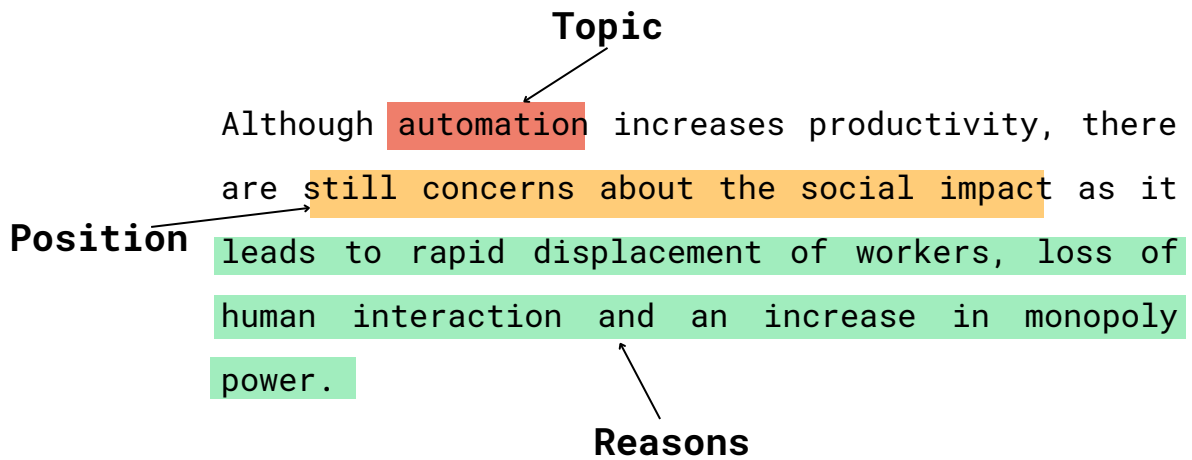 Topic
Although automation increases productivity, there
are still concerns about the social impact as it
Position
leads to rapid displacement of workers, loss of
human interaction and an increase in monopoly
power.
Reasons